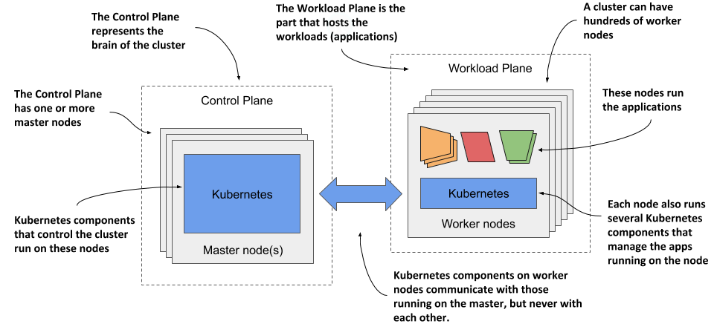 The Control Plane
represents the
brain of the cluster
The Workload Plane is the
part that hosts the
workloads (applications)
A cluster can have
hundreds of worker
nodes
The Control Plane
has one or more
master nodes
Control Plane
Workload Plane
These nodes run
the applications
Kubernetes
Kubernetes
Kubernetes components
that control the cluster
run on these nodes
Master node(s)
Worker nodes
Each node also runs
several Kubernetes
components that
manage the apps
running on the node
Kubernetes components on worker
nodes communicate with those
running on the master, but never with
each other.